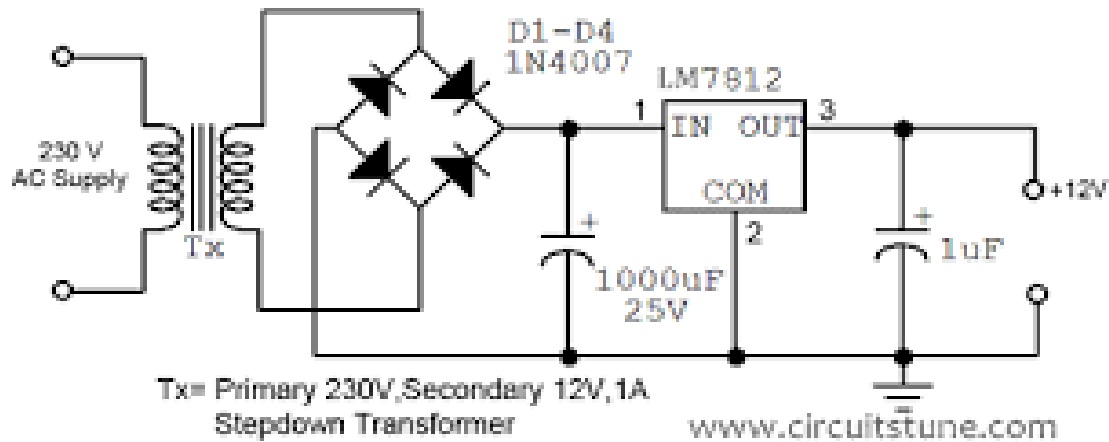 D1-D4
1N4007
LM7812
230 V
AC Supply
1
IN OUT
3
COM
2
+12V
Tx
+
1000uF
25V
+
1uF
Tx= Primary 230V,Secondary 12V,1A
Stepdown Transformer
www.circuitstune.com